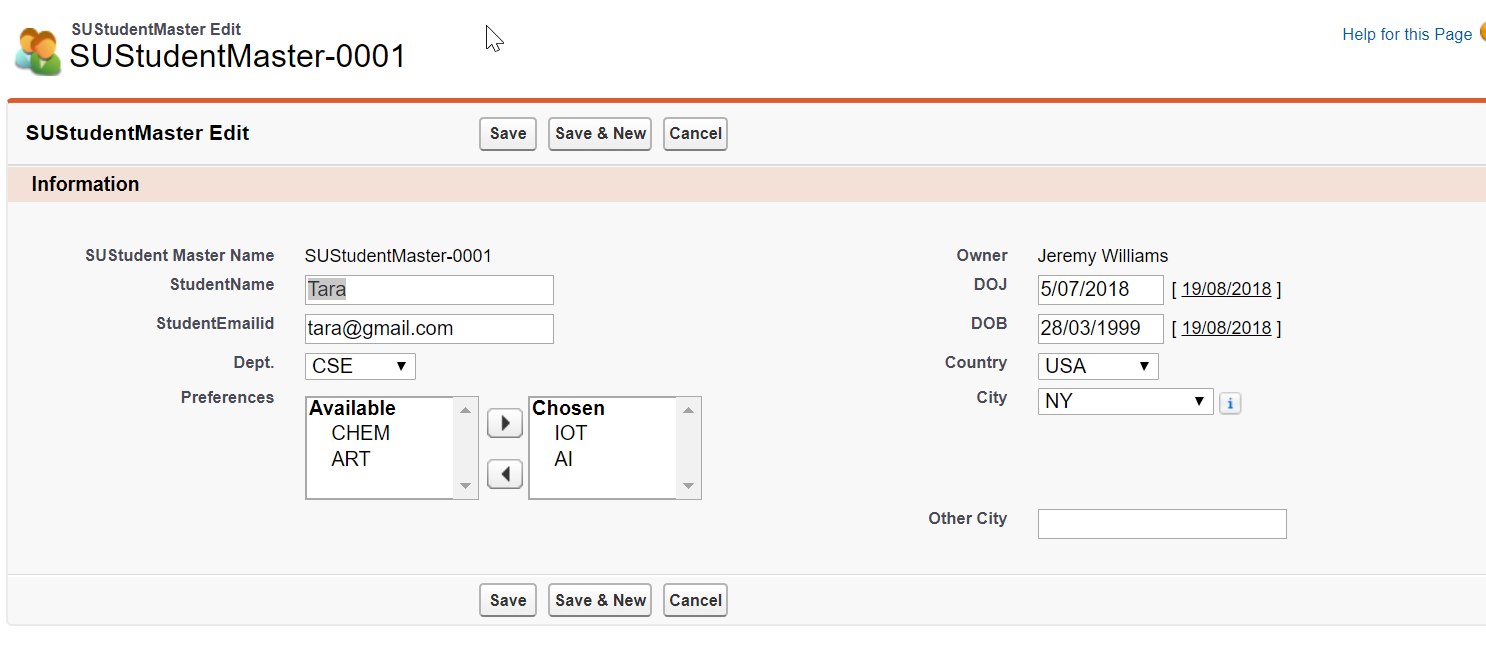 SUStudentMaster Edit
SUStudentMaster-0001
Help for this Page
SUStudentMaster Edit
Save Save & New Cancel
Information
SUStudent Master Name SUStudentMaster-0001 Owner Jeremy Williams
StudentName Tara DOJ 5/07/2018 [ 19/08/2018 ]
StudentEmailid tara@gmail.com DOB 28/03/1999 [ 19/08/2018 ]
Dept. CSE Country USA
Preferences City NY
Available Chosen
CHEM IOT
ART AI
Other City
Save Save & New Cancel